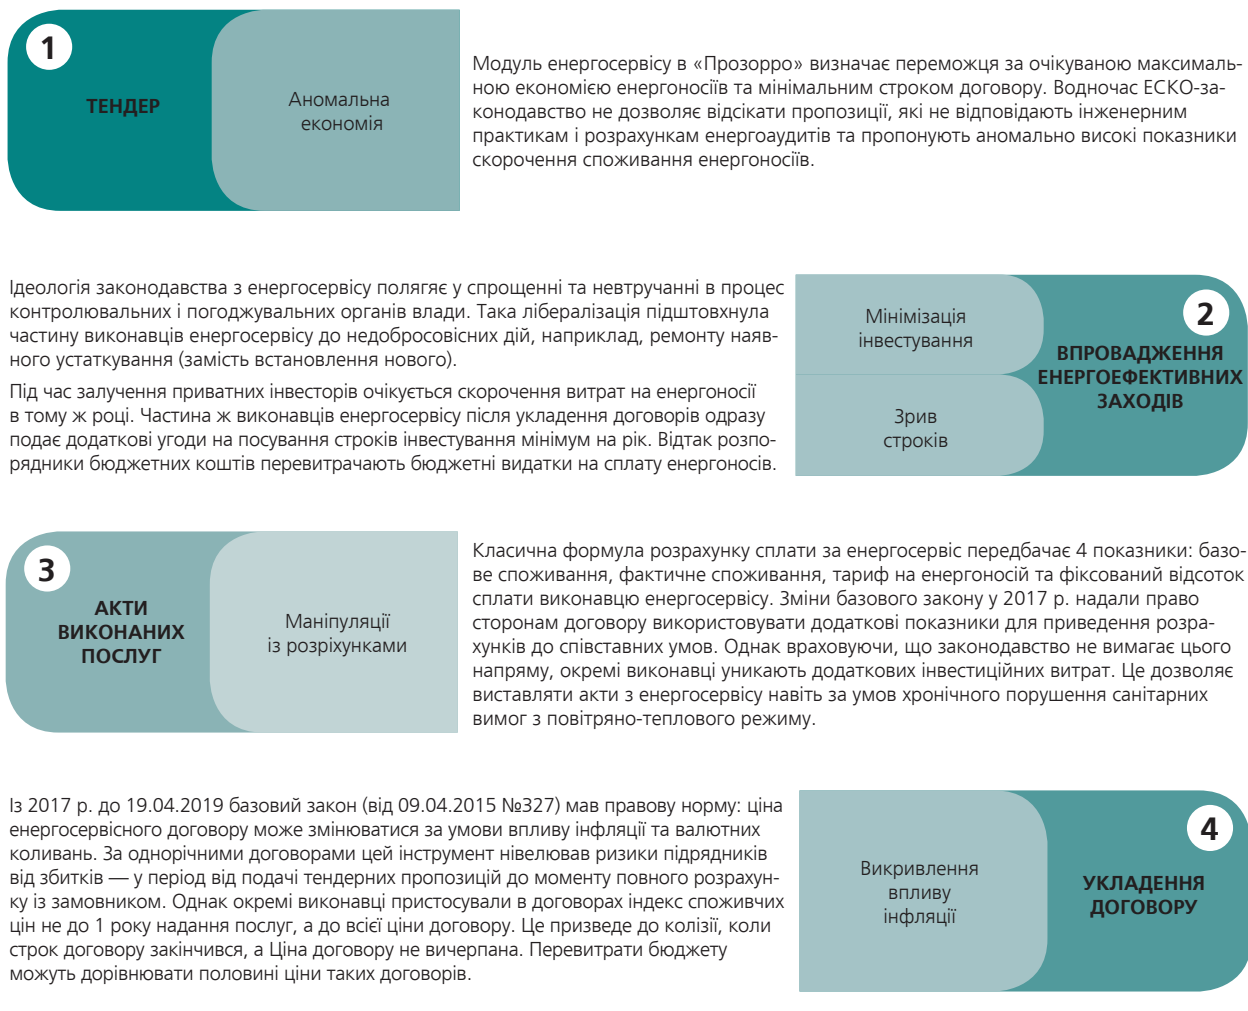 1
ТЕНДЕР
Аномальна
економія
Модуль енергосервісу в «Прозорро» визначає переможця за очікуваною максималь-
ною економією енергоносіїв та мінімальним строком договору. Водночас ЕСКО-за-
конодавство не дозволяє відсікати пропозиції, які не відповідають інженерним
практикам і розрахункам енергоаудитів та пропонують аномально високі показники
скорочення споживання енергоносіїв.
Ідеологія законодавства з енергосервісу полягає у спрощенні та невтручанні в процес
контролювальних і погоджувальних органів влади. Така лібералізація підштовхнула
частину виконавців енергосервісу до недобросовісних дій, наприклад, ремонту наяв-
ного устаткування (замість встановлення нового).
Під час залучення приватних інвесторів очікується скорочення витрат на енергоносії
в тому ж році. Частина ж виконавців енергосервісу після укладення договорів одразу
подає додаткові угоди на посування строків інвестування мінімум на рік. Відтак розпо-
рядники бюджетних коштів перевитрачають бюджетні видатки на сплату енергоносів.
Мінімізація
інвестування
Зрив
строків
2
ВПРОВАДЖЕННЯ
ЕНЕРГОЕФЕКТИВНИХ
ЗАХОДІВ
3
АКТИ
ВИКОНАНИХ
ПОСЛУГ
Маніпуляції
із розріхунками
Класична формула розрахунку сплати за енергосервіс передбачає 4 показники: базо-
ве споживання, фактичне споживання, тариф на енергоносій та фіксований відсоток
сплати виконавцю енергосервісу. Зміни базового закону у 2017 р. надали право
сторонам договору використовувати додаткові показники для приведення розра-
хунків до співставних умов. Однак враховуючи, що законодавство не вимагає цього
напряму, окремі виконавці уникають додаткових інвестиційних витрат. Це дозволяє
виставляти акти з енергосервісу навіть за умов хронічного порушення санітарних
вимог з повітряно-теплового режиму.
Із 2017 р. до 19.04.2019 базовий закон (від 09.04.2015 №327) мав правову норму: ціна
енергосервісного договору може змінюватися за умови впливу інфляції та валютних
коливань. За однорічними договорами цей інструмент нівелював ризики підрядників
від збитків — у період від подачі тендерних пропозицій до моменту повного розрахун-
ку із замовником. Однак окремі виконавці пристосували в договорах індекс споживчих
цін не до 1 року надання послуг, а до всієї ціни договору. Це призведе до колізії, коли
строк договору закінчився, а Ціна договору не вичерпана. Перевитрати бюджету
можуть дорівнювати половині ціни таких договорів.
Викривлення
впливу
інфляції
4
УКЛАДЕННЯ
ДОГОВОРУ